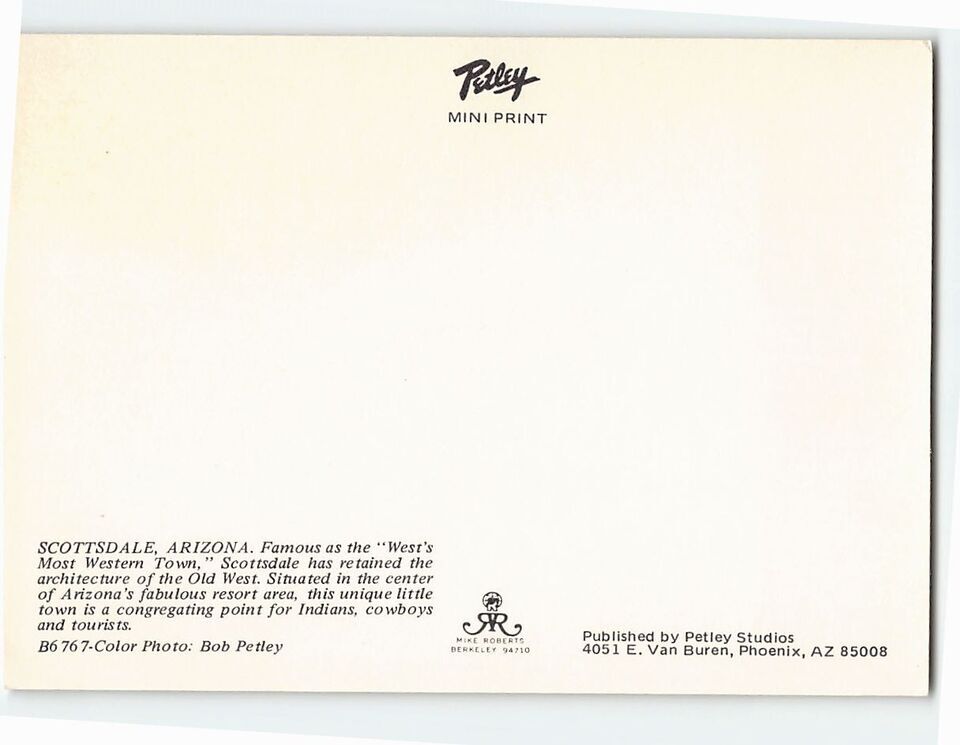 Petley
MINI PRINT
SCOTTSDALE, ARIZONA. Famous as the "West's
Most Western Town," Scottsdale has retained the
architecture of the Old West. Situated in the center
of Arizona's fabulous resort area, this unique little
town is a congregating point for Indians, cowboys
and tourists.
B6767-Color Photo: Bob Petley
MIKE ROBERTS
BERKELEY 94710
Published by Petley Studios
4051 E. Van Buren, Phoenix, AZ 85008